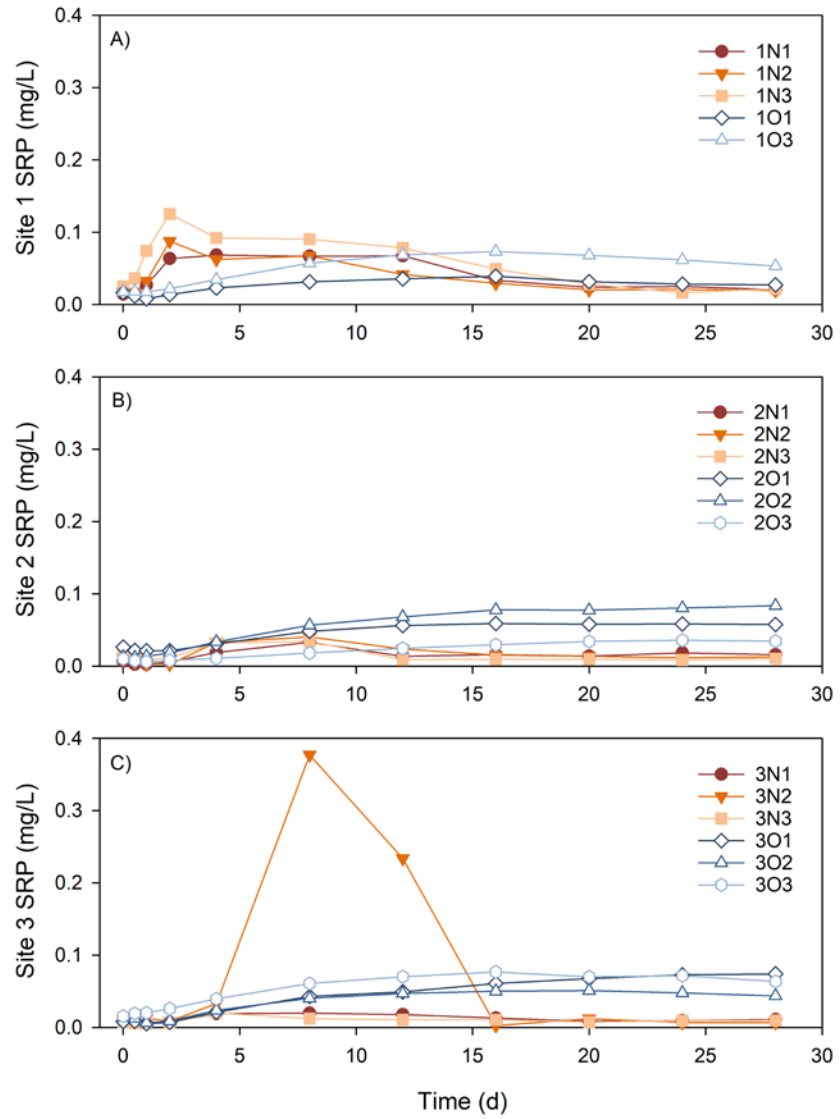 A)
Site 1 SRP (mg/L)
0.4
0.3
0.2
0.1
0.0
1N1
1N2
1N3
1O1
1O3
0 5 10 15 20 25 30
B)
Site 2 SRP (mg/L)
0.4
0.3
0.2
0.1
0.0
2N1
2N2
2N3
2O1
2O2
2O3
0 5 10 15 20 25 30
C)
Site 3 SRP (mg/L)
0.4
0.3
0.2
0.1
0.0
3N1
3N2
3N3
3O1
3O2
3O3
0 5 10 15 20 25 30
Time (d)